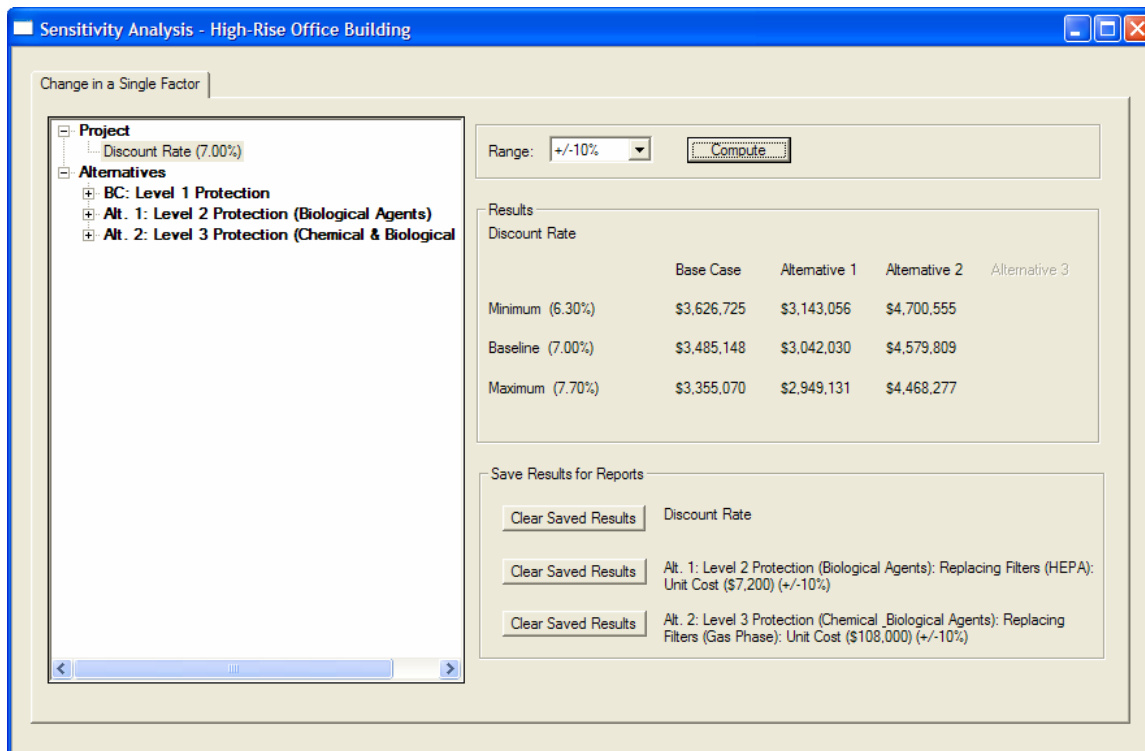 Sensitivity Analysis - High-Rise Office Building
Change in a Single Factor
Project
Discount Rate (7.00%)
Alternatives
BC: Level 1 Protection
Alt. 1: Level 2 Protection (Biological Agents)
Alt. 2: Level 3 Protection (Chemical & Biological
Range: +/-10% Compute
Results
Discount Rate
Base Case Alternative 1 Alternative 2 Alternative 3
Minimum (6.30%) $3,626,725 $3,143,056 $4,700,555
Baseline (7.00%) $3,485,148 $3,042,030 $4,579,809
Maximum (7.70%) $3,355,070 $2,949,131 $4,468,277
Save Results for Reports
Clear Saved Results Discount Rate
Clear Saved Results Alt. 1: Level 2 Protection (Biological Agents): Replacing Filters (HEPA):
Unit Cost ($7,200) (+/-10%)
Clear Saved Results Alt. 2: Level 3 Protection (Chemical _Biological Agents): Replacing
Filters (Gas Phase): Unit Cost ($108,000) (+/-10%)